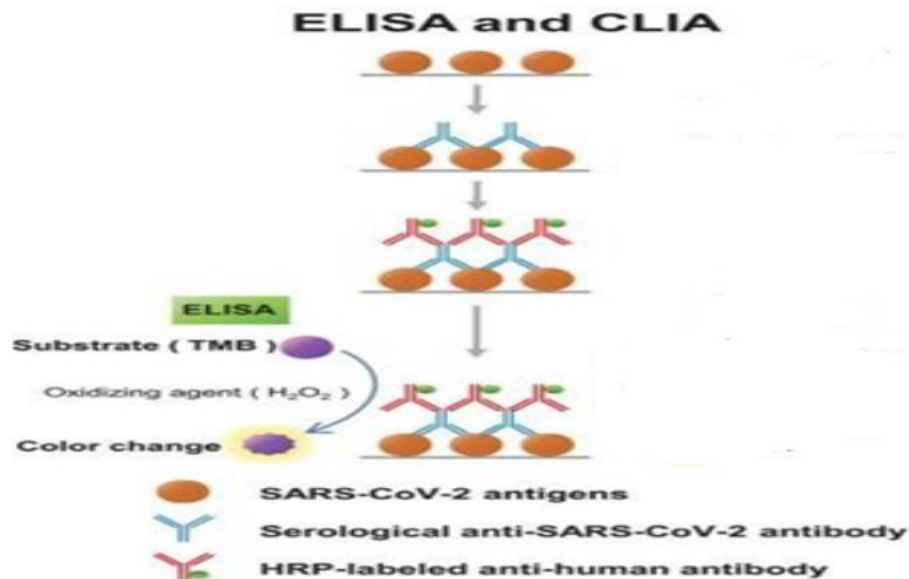 ELISA and CLIA
ELISA
Substrate ( TMB )
Oxidizing agent ( H₂O₂ )
Color change
SARS-CoV-2 antigens
Serological anti-SARS-CoV-2 antibody
HRP-labeled anti-human antibody